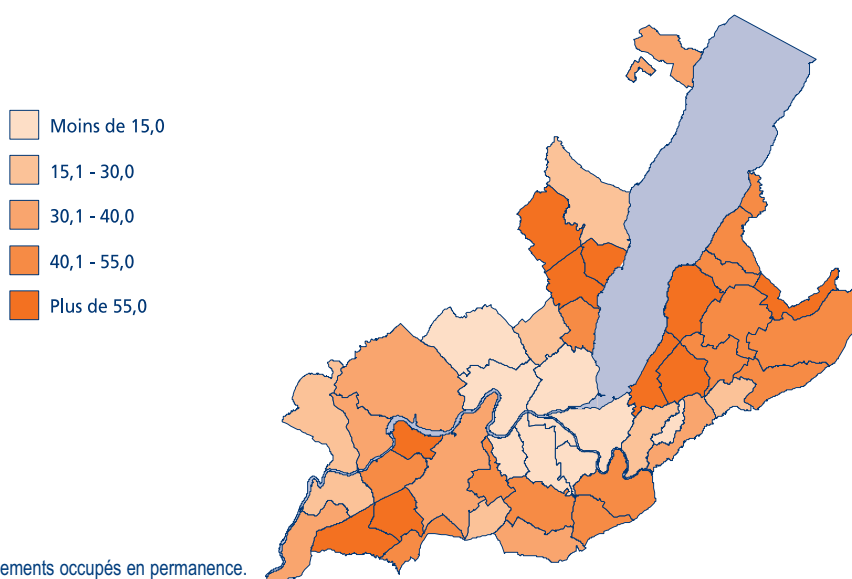 Moins de 15,0
15,1 - 30,0
30,1 - 40,0
40,1 - 55,0
Plus de 55,0
occupés en permanence.